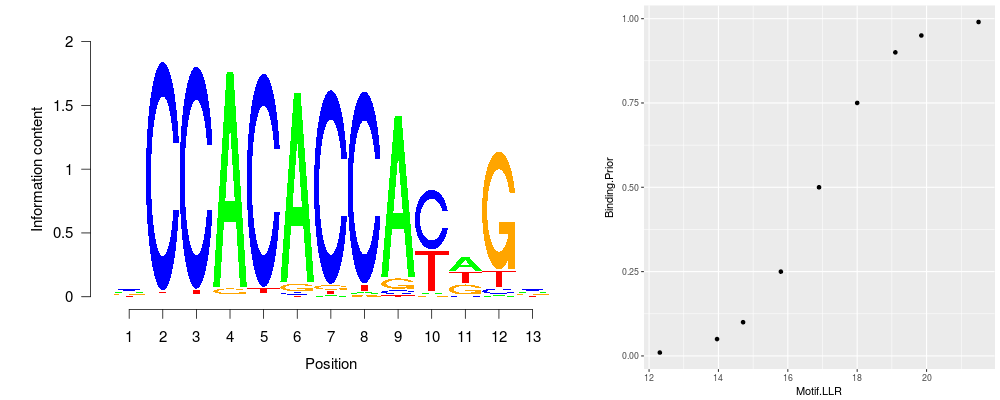 2
1.5
1
0.5
0
Information content
CCACACCACAG
T T
1 2 3 4 5 6 7 8 9 10 11 12 13
Position
1.00
0.75
0.50
0.25
0.00
Binding.Prior
12 14 16 18 20
Motif.LLR